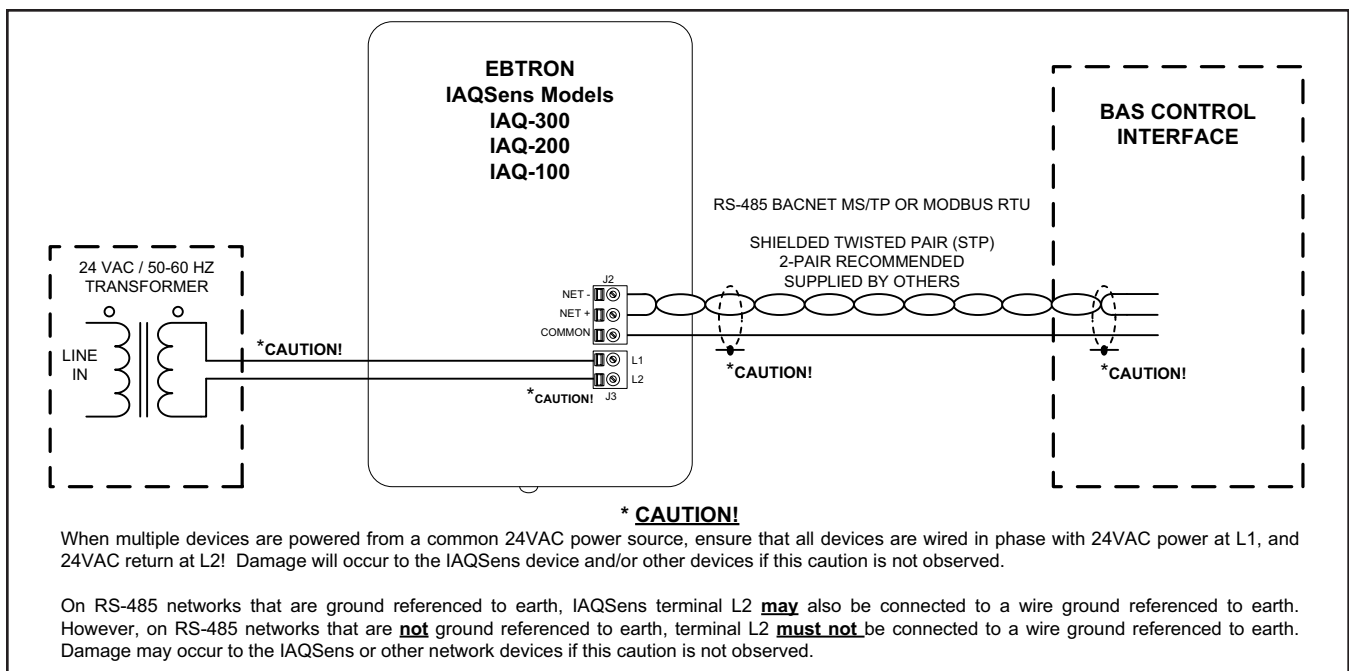 EBTRON
IAQSens Models
IAQ-300
IAQ-200
IAQ-100
BAS CONTROL
INTERFACE
RS-485 BACNET MS/TP OR MODBUS RTU
SHIELDED TWISTED PAIR (STP)
2-PAIR RECOMMENDED
SUPPLIED BY OTHERS
24 VAC / 50-60 HZ
TRANSFORMER
LINE
IN
*CAUTION!
J2
NET -
NET +
COMMON
L1
L2
J3
*CAUTION!
*CAUTION!
*CAUTION!
* CAUTION!
When multiple devices are powered from a common 24VAC power source, ensure that all devices are wired in phase with 24VAC power at L1, and
24VAC return at L2! Damage will occur to the IAQSens device and/or other devices if this caution is not observed.
On RS-485 networks that are ground referenced to earth, IAQSens terminal L2 may also be connected to a wire ground referenced to earth.
However, on RS-485 networks that are not ground referenced to earth, terminal L2 must not be connected to a wire ground referenced to earth.
Damage may occur to the IAQSens or other network devices if this caution is not observed.